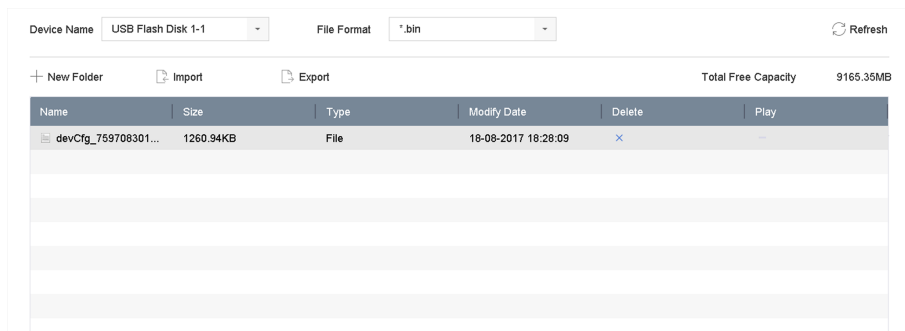 Device Name USB Flash Disk 1-1 File Format *.bin Refresh
New Folder Import Export Total Free Capacity 9165.35MB
Name Size Type Modify Date Delete Play
devCfg_759708301... 1260.94KB File 18-08-2017 18:28:09